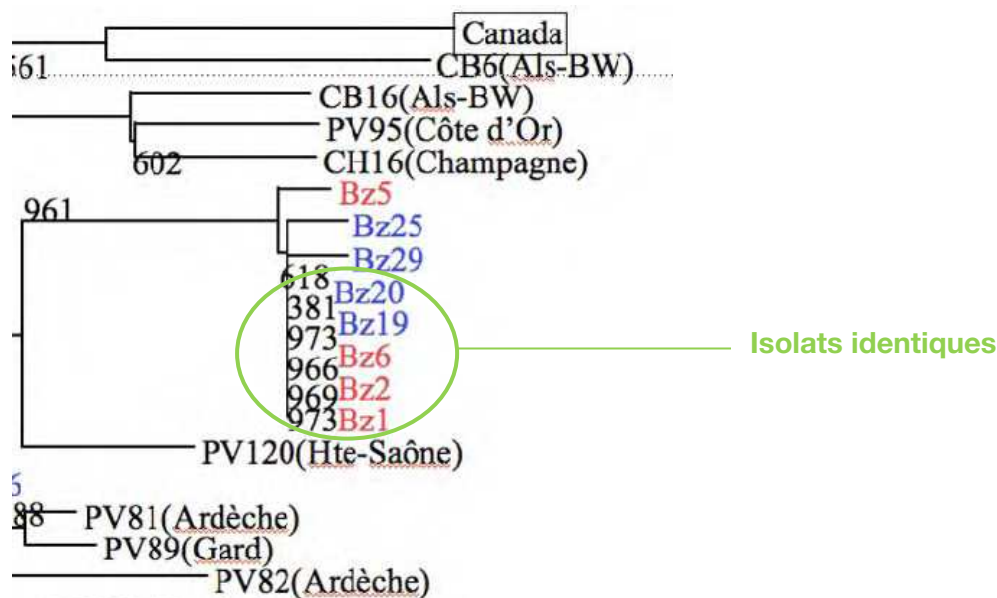 Canada
561
CB6(Als-BW)
CB16(Als-BW)
PV95(Côte d'Or)
602
CH16(Champagne)
961
Bz5
Bz25
Bz29
618
Bz20
381
Bz19
973
Bz6
966
Bz2
969
Bz1
973
Isolats identiques
PV120(Hte-Saône)
6
88
PV81(Ardèche)
PV89(Gard)
PV82(Ardèche)